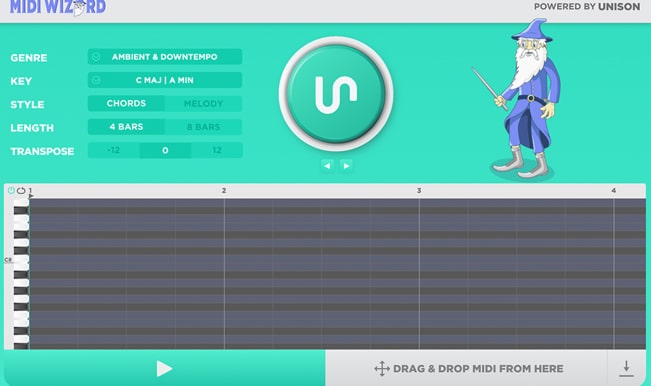 MIDI WIZARD
POWERED BY UNISON
GENRE AMBIENT & DOWNTEMPO
KEY C MAJ | A MIN
STYLE CHORDS MELODY
LENGTH 4 BARS 8 BARS
TRANSPOSE -12 0 12
1 2 3 4
C3
DRAG & DROP MIDI FROM HERE